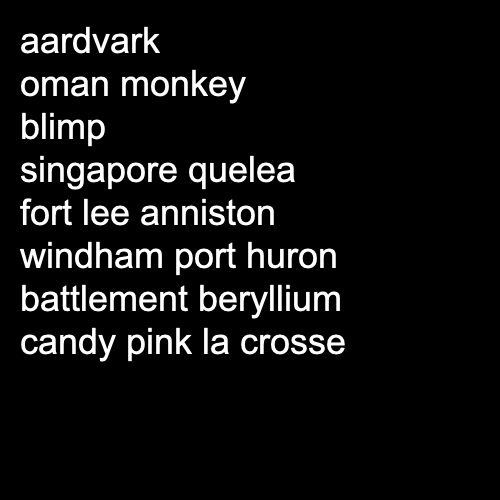 aardvark
oman monkey
blimp
singapore quelea
fort lee anniston
windham port huron
battlement beryllium
candy pink la crosse